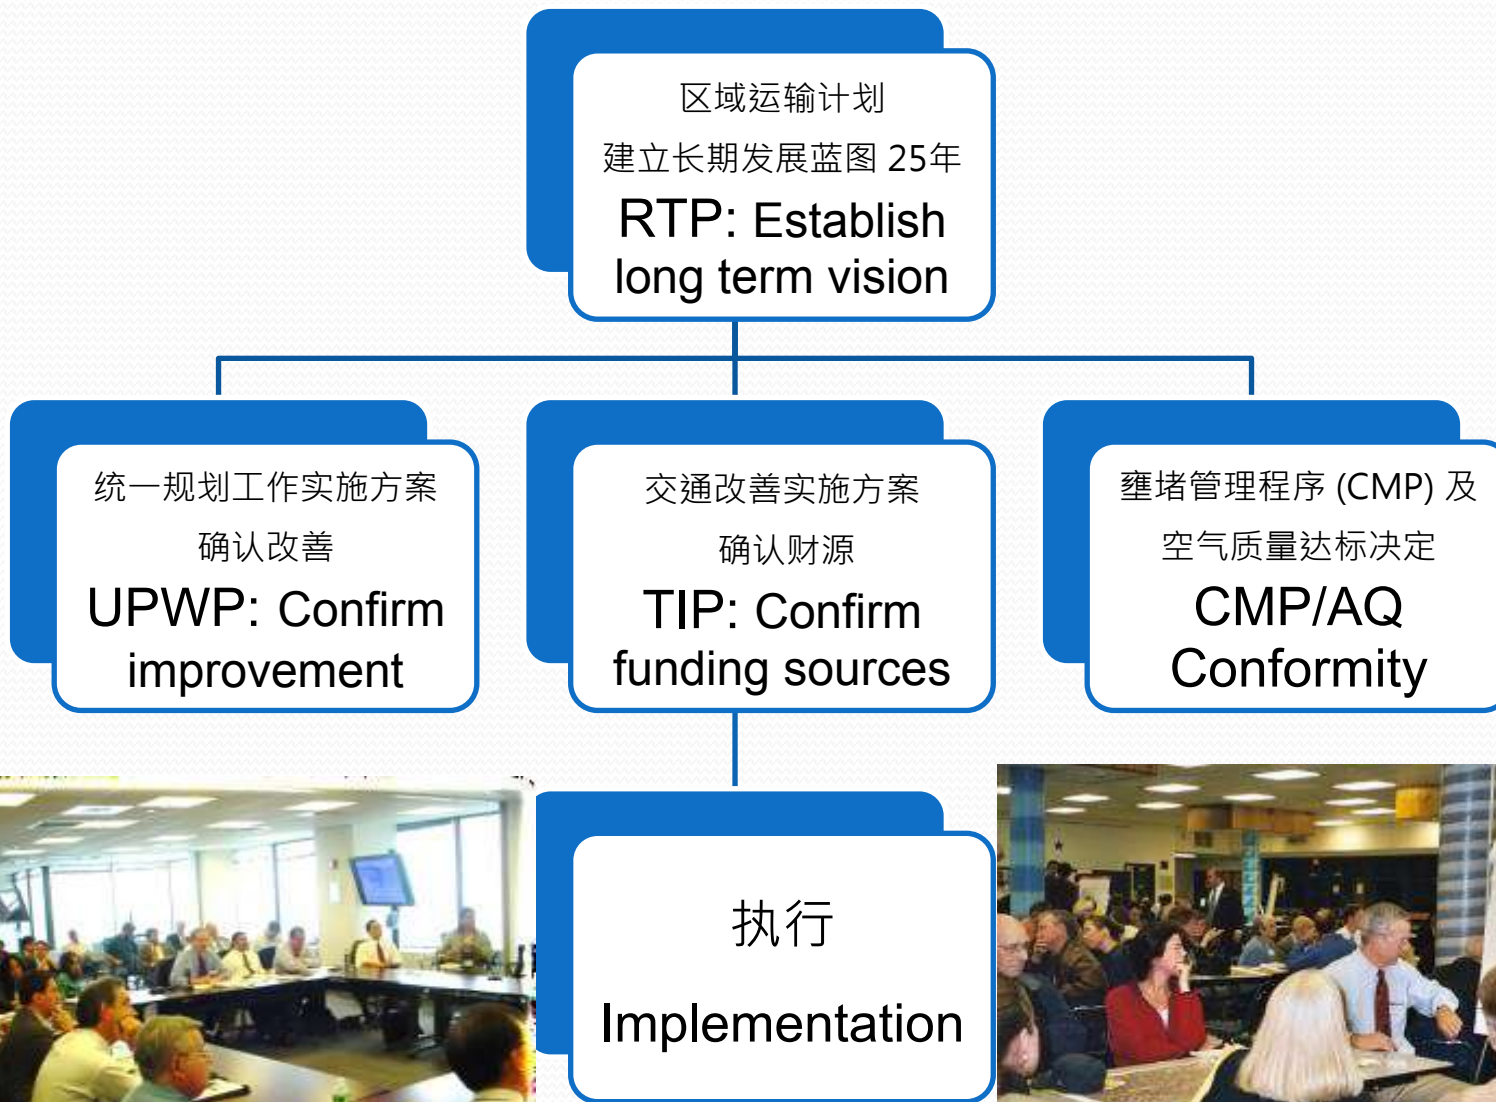 区域运输计划
建立长期发展蓝图 25年
RTP: Establish
long term vision
统一规划工作实施方案
确认改善
UPWP: Confirm
improvement
交通改善实施方案
确认财源
TIP: Confirm
funding sources
壅堵管理程序 (CMP) 及
空气质量达标决定
CMP/AQ
Conformity
执行
Implementation